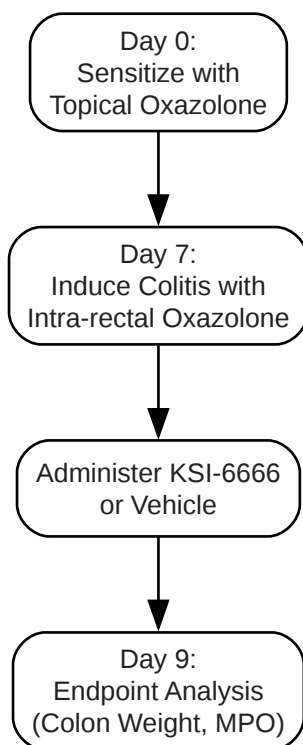 Day 0:
Sensitize with
Topical Oxazolone
Day 7:
Induce Colitis with
Intra-rectal Oxazolone
Administer KSI-6666
or Vehicle
Day 9:
Endpoint Analysis
(Colon Weight, MPO)